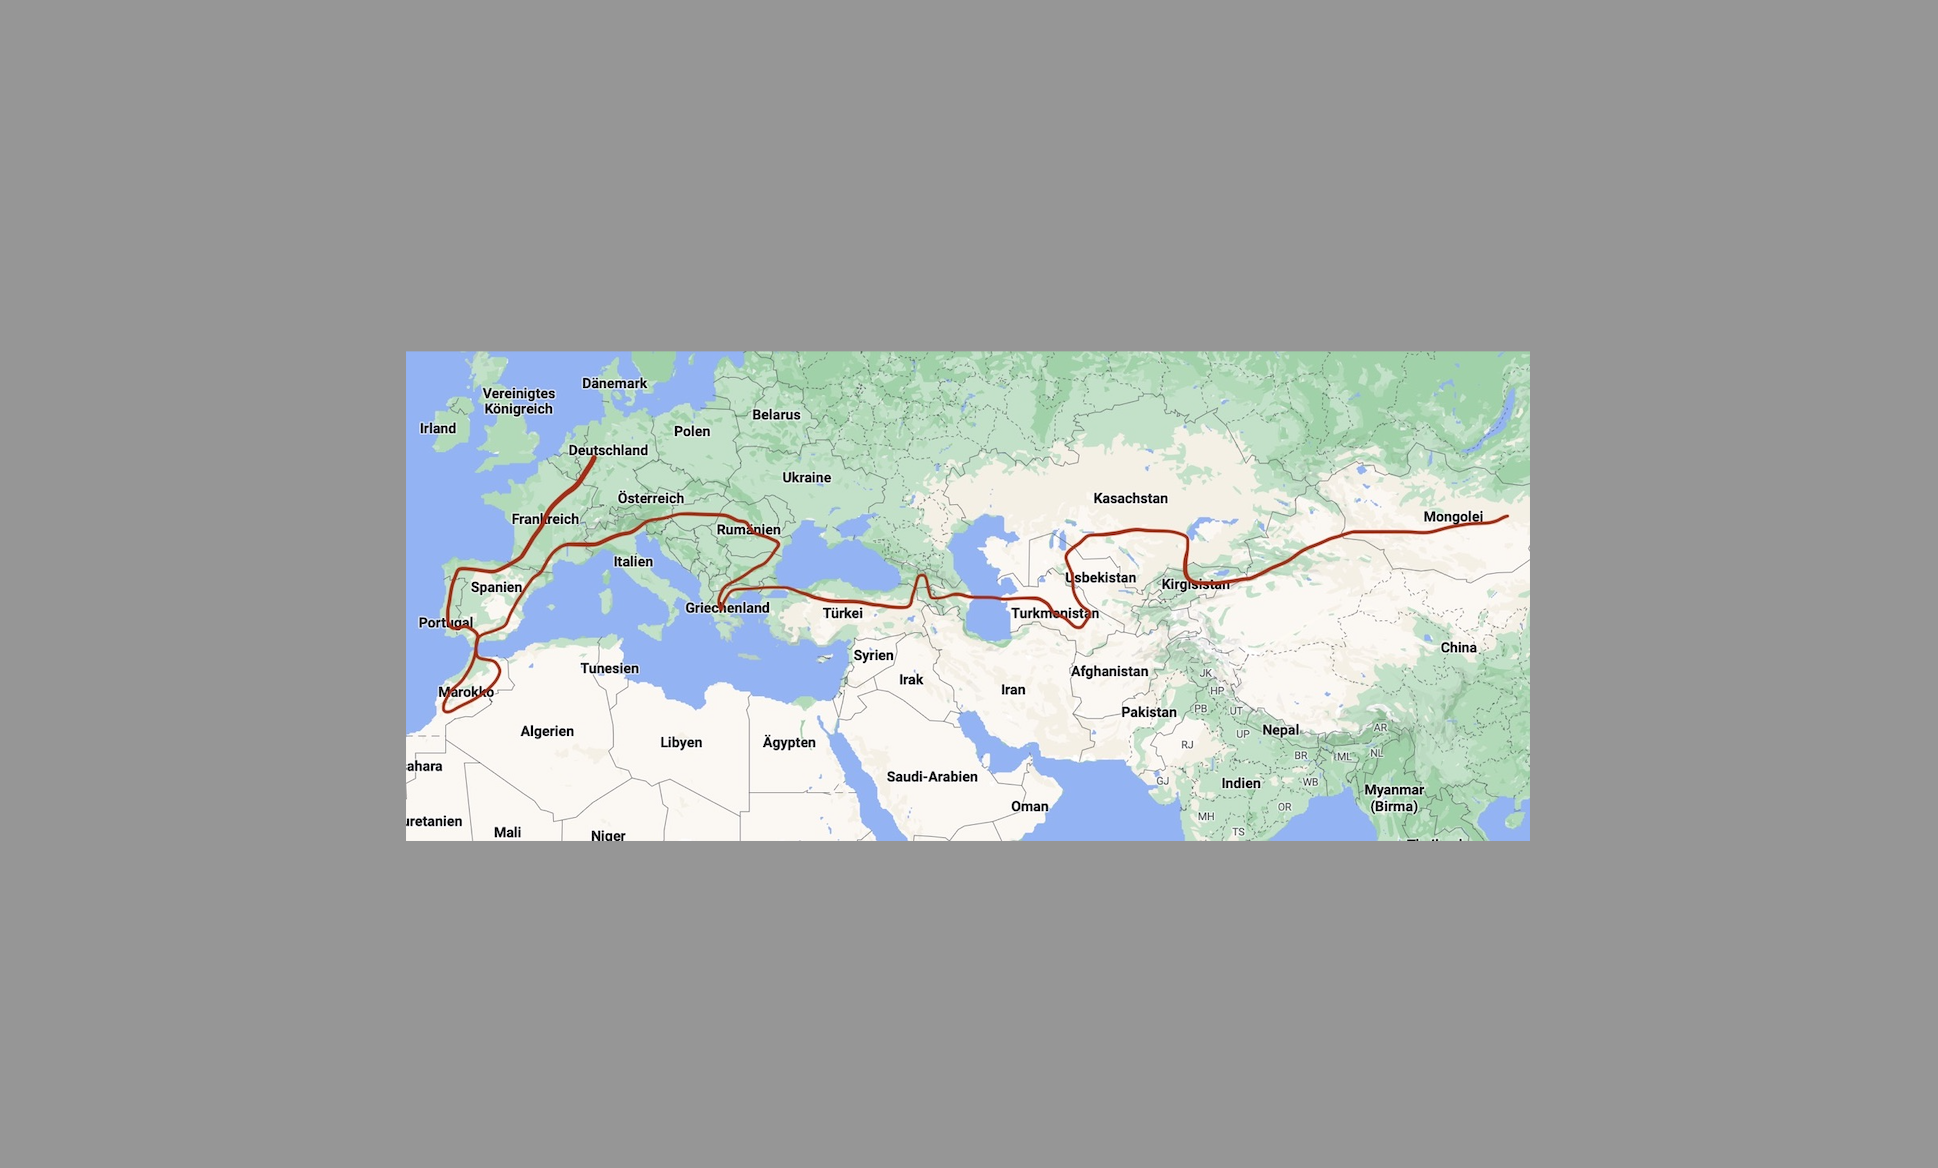 Dänemark
Vereinigtes
Königreich
Belarus
Irland
Polen
Deutschland
Ukraine
Österreich
Kasachstan
Frankreich
Mongolei
Rumänien
Italien
Usbekistan
Kirgisistan
Spanien
Griechenland
Türkei
Turkmenistan
Portugal
China
Syrien
Tunesien
Afghanistan
JK
Irak
Iran
HP
Marokko
PB
UT
Pakistan
AR
Algerien
Nepal
UP
Libyen
Ägypten
RJ
NL
BR
ML
ahara
Saudi-Arabien
GJ
Indien
WB
Myanmar
(Birma)
Oman
OR
MH
uretanien
Mali
TS
Niger